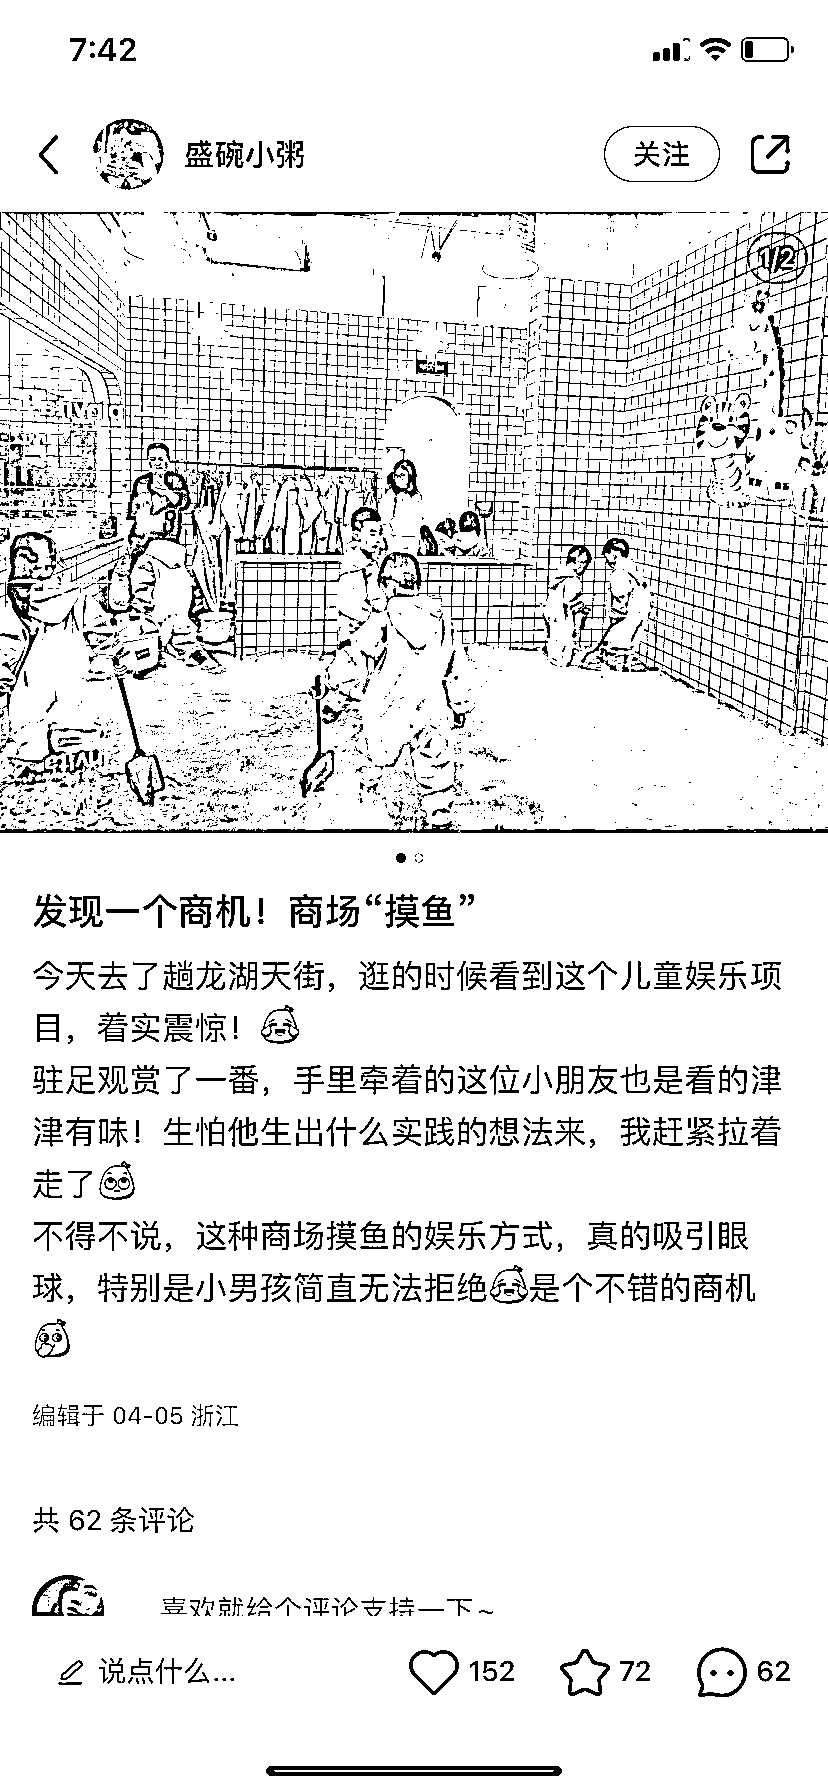 7:42
盛碗小粥
关注
1/2
发现一个商机！商场“摸鱼”
今天去了趟龙湖天街，逛的时候看到这个儿童娱乐项
目，着实震惊！
驻足观赏了一番，手里牵着的这位小朋友也是看的津
津有味！生怕他生出什么实践的想法来，我赶紧拉着
走了
不得不说，这种商场摸鱼的娱乐方式，真的吸引眼
球，特别是小男孩简直无法拒绝是个不错的商机
编辑于 04-05 浙江
共 62 条评论
喜欢就给个评论支持一下~
说点什么...
152
72
62